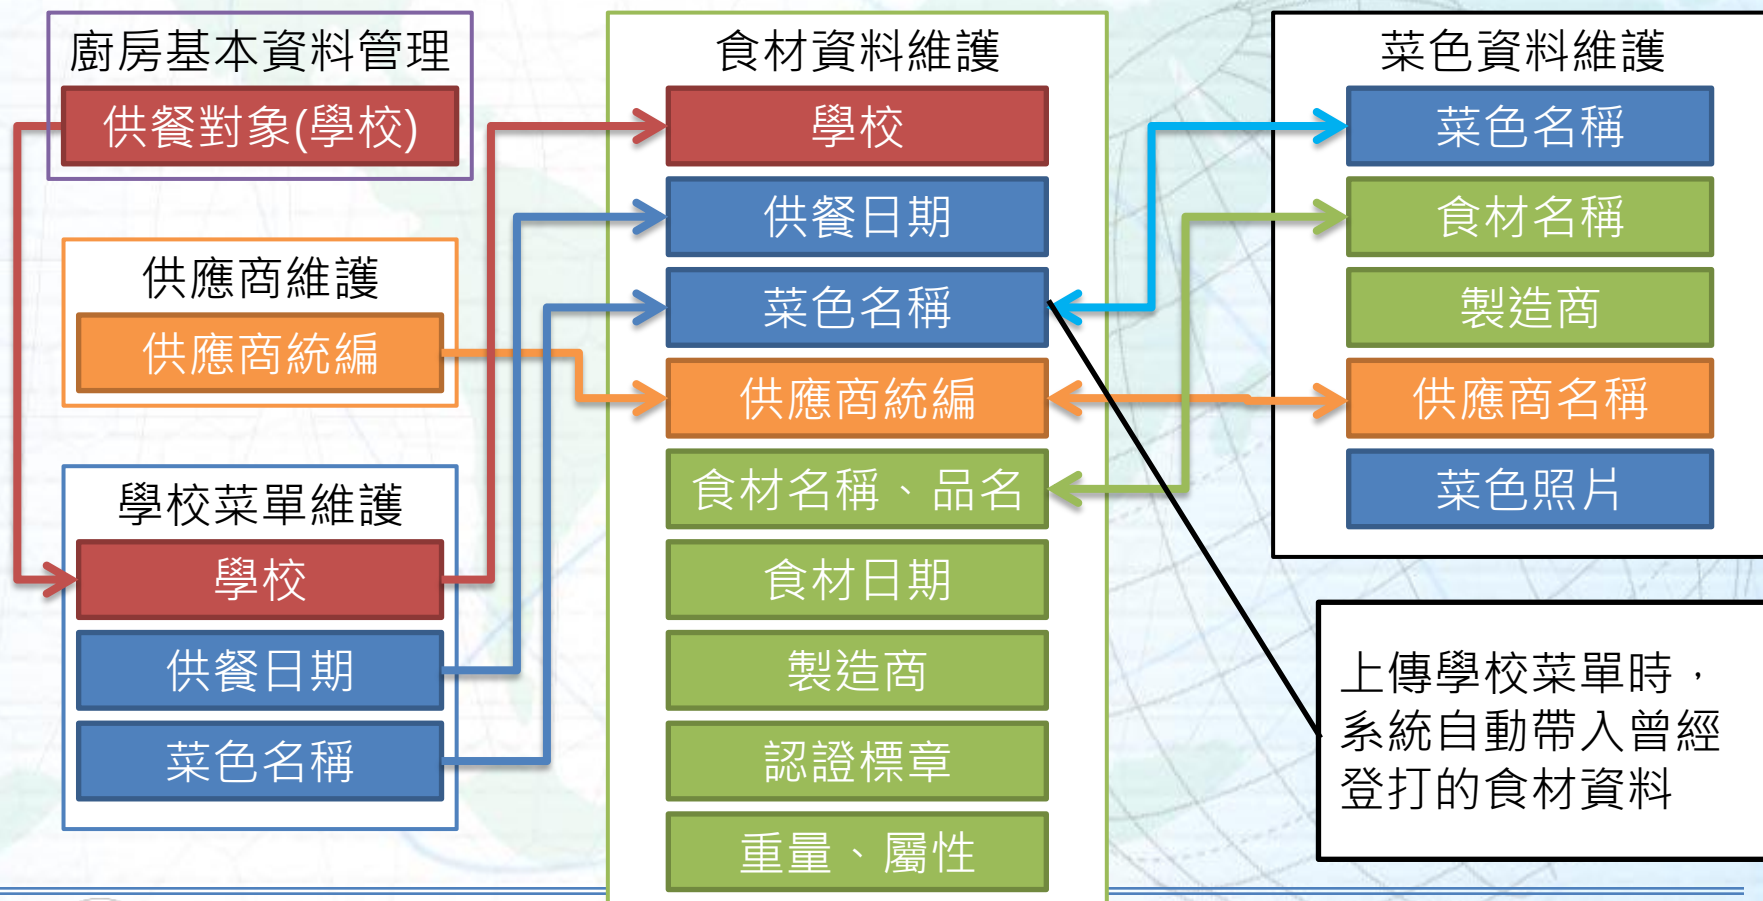 廚房基本資料管理
供餐對象(學校)
供應商維護
供應商統編
學校菜單維護
學校
供餐日期
菜色名稱
食材資料維護
學校
供餐日期
菜色名稱
供應商統編
食材名稱、品名
食材日期
製造商
認證標章
重量、屬性
菜色資料維護
菜色名稱
食材名稱
製造商
供應商名稱
菜色照片
上傳學校菜單時，
系統自動帶入曾經
登打的食材資料